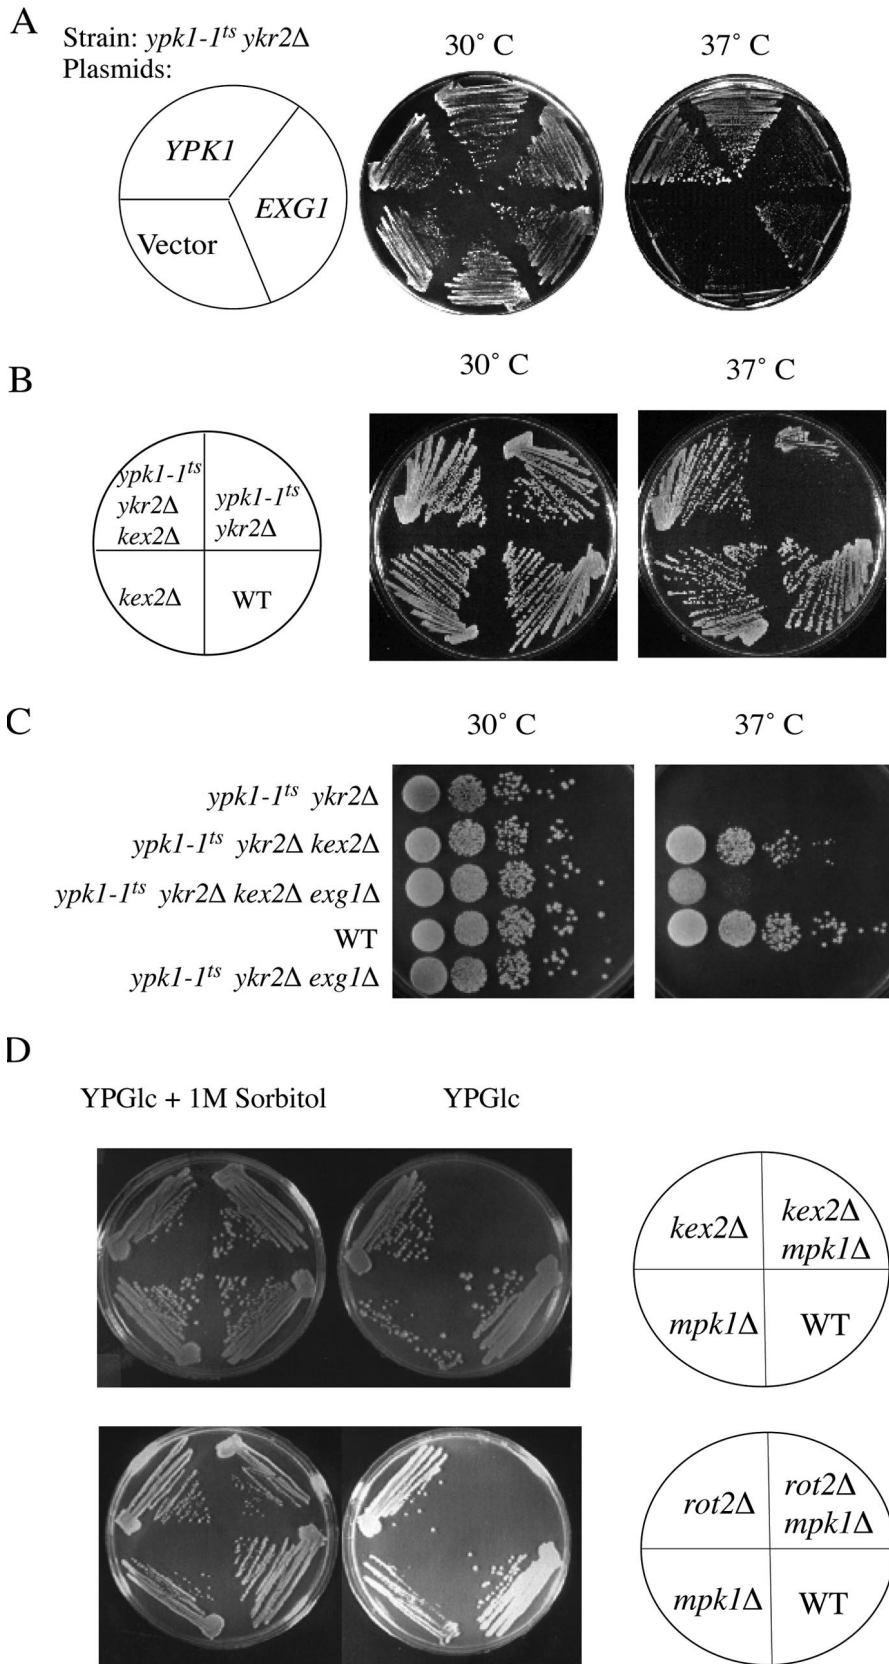 A
Strain: ypk1-1ts ykr2Δ
Plasmids:
30° C
37° C
YPK1
EXG1
Vector
B
30° C
37° C
ypk1-1ts
ykr2Δ
kex2Δ
ypk1-1ts
ykr2Δ
kex2Δ
WT
C
30° C
37° C
ypk1-1ts ykr2Δ
ypk1-1ts ykr2Δ kex2Δ
ypk1-1ts ykr2Δ kex2Δ exg1Δ
WT
ypk1-1ts ykr2Δ exg1Δ
D
YPGlc + 1M Sorbitol
YPGlc
kex2Δ
kex2Δ
mpk1Δ
mpk1Δ
WT
rot2Δ
rot2Δ
mpk1Δ
mpk1Δ
WT